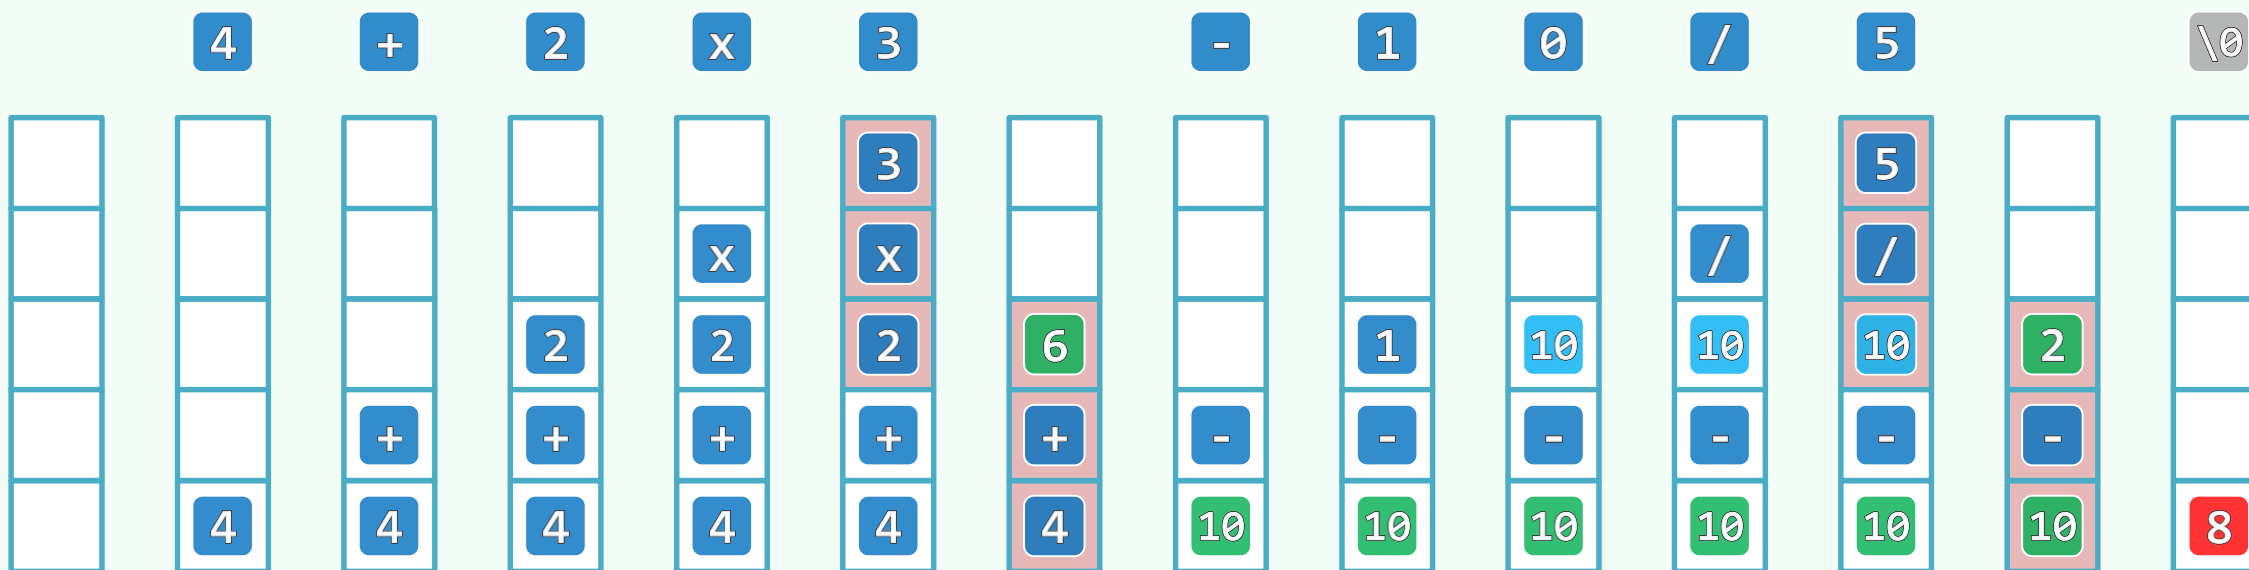 4 + 2 x 3 - 1 0 / 5 \0
3 5
x x / /
2 2 2 6 1 10 10 10 2
+ + + + + - - - - - -
4 4 4 4 4 4 10 10 10 10 10 10 8